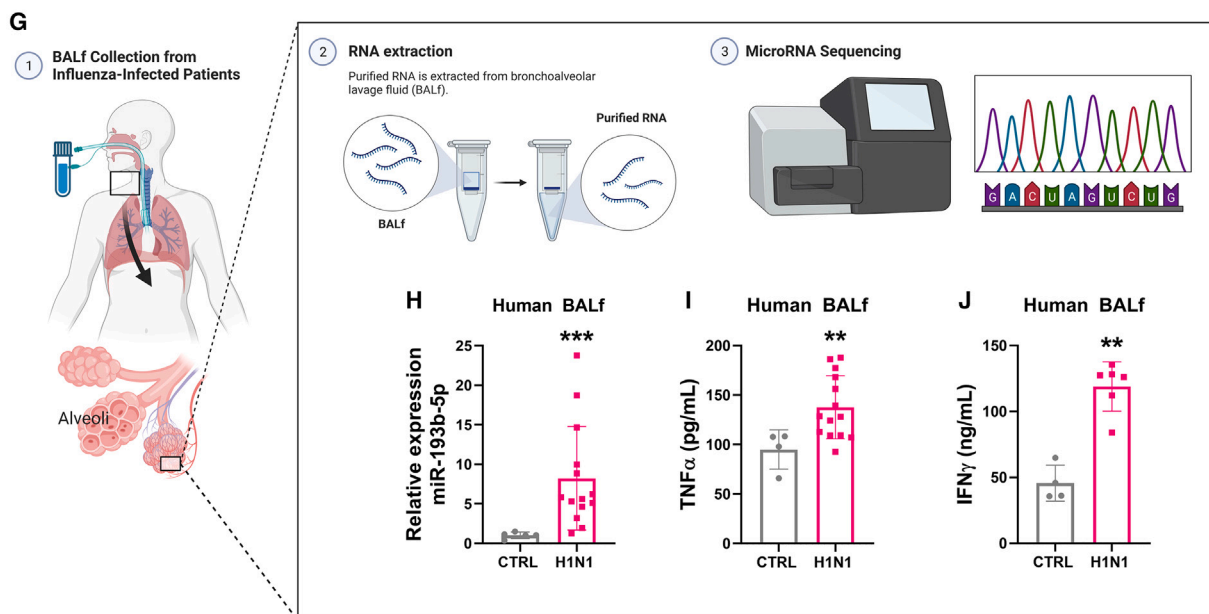 G
1
BALf Collection from
Influenza-Infected Patients
Alveoli
2
RNA extraction
Purified RNA is extracted from bronchoalveolar
lavage fluid (BALf).
BALf
Purified RNA
3
MicroRNA Sequencing
G A C U A G U C U G
H
Human BALf
***
Relative expression
miR-193b-5p
25
20
15
10
5
0
CTRL H1N1
I
Human BALf
**
TNFα (pg/mL)
200
150
100
50
0
CTRL H1N1
J
Human BALf
**
IFNγ (ng/mL)
150
100
50
0
CTRL H1N1